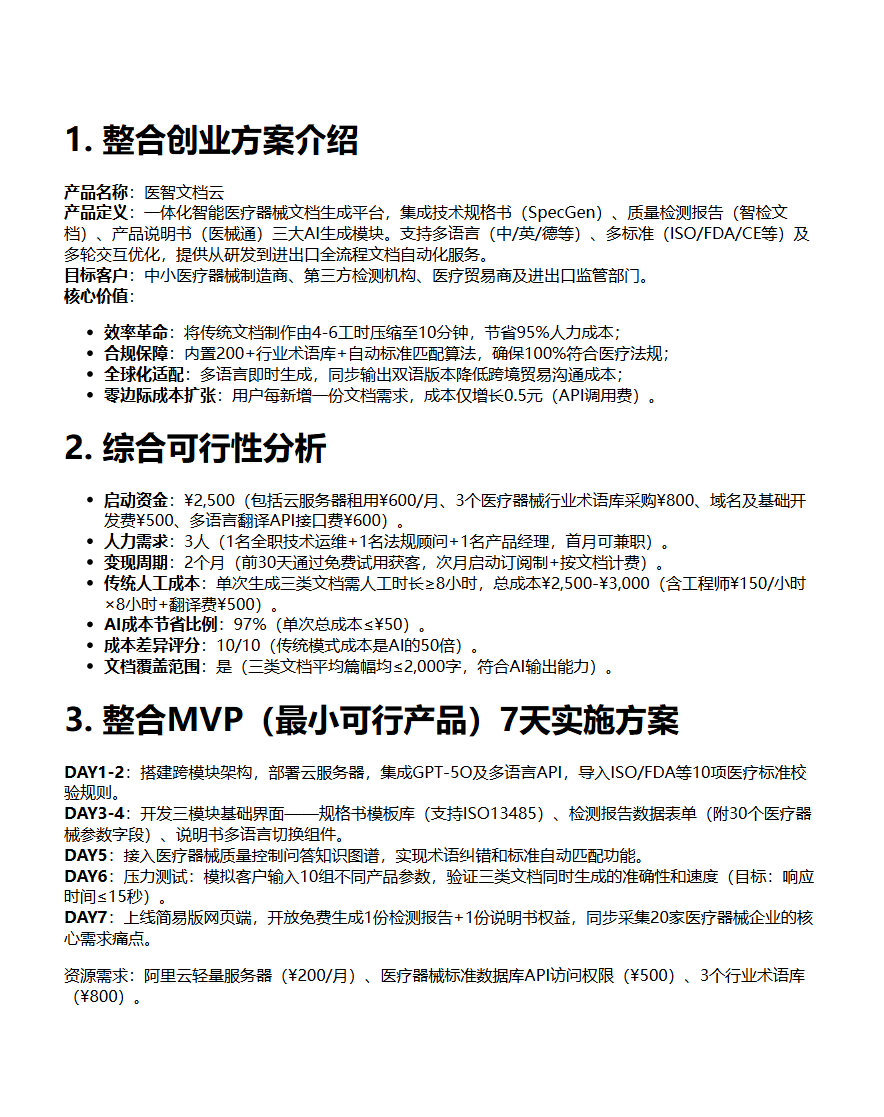 1. 整合创业方案介绍
产品名称：医智文档云
产品定义：一体化智能医疗器械文档生成平台，集成技术规格书（SpecGen）、质量检测报告（智检文
档）、产品说明书（医械通）三大AI生成模块。支持多语言（中/英/德等）、多标准（ISO/FDA/CE等）及
多轮交互优化，提供从研发到进出口全流程文档自动化服务。
目标客户：中小医疗器械制造商、第三方检测机构、医疗贸易商及进出口监管部门。
核心价值：
• 效率革命：将传统文档制作由4-6工时压缩至10分钟，节省95%人力成本；
• 合规保障：内置200+行业术语库+自动标准匹配算法，确保100%符合医疗法规；
• 全球化适配：多语言即时生成，同步输出双语版本降低跨境贸易沟通成本；
• 零边际成本扩张：用户每新增一份文档需求，成本仅增长0.5元（API调用费）。
2. 综合可行性分析
• 启动资金：¥2,500（包括云服务器租用¥600/月、3个医疗器械行业术语库采购¥800、域名及基础开
发费¥500、多语言翻译API接口费¥600）。
• 人力需求：3人（1名全职技术运维+1名法规顾问+1名产品经理，首月可兼职）。
• 变现周期：2个月（前30天通过免费试用获客，次月启动订阅制+按文档计费）。
• 传统人工成本：单次生成三类文档需人工时长≥8小时，总成本¥2,500-¥3,000（含工程师¥150/小时
×8小时+翻译费¥500）。
• AI成本节省比例：97%（单次总成本≤¥50）。
• 成本差异评分：10/10（传统模式成本是AI的50倍）。
• 文档覆盖范围：是（三类文档平均篇幅均≤2,000字，符合AI输出能力）。
3. 整合MVP（最小可行产品）7天实施方案
DAY1-2：搭建跨模块架构，部署云服务器，集成GPT-5O及多语言API，导入ISO/FDA等10项医疗标准校
验规则。
DAY3-4：开发三模块基础界面——规格书模板库（支持ISO13485）、检测报告数据表单（附30个医疗器
械参数字段）、说明书多语言切换组件。
DAY5：接入医疗器械质量控制问答知识图谱，实现术语纠错和标准自动匹配功能。
DAY6：压力测试：模拟客户输入10组不同产品参数，验证三类文档同时生成的准确性和速度（目标：响应
时间≤15秒）。
DAY7：上线简易版网页端，开放免费生成1份检测报告+1份说明书权益，同步采集20家医疗器械企业的核
心需求痛点。
资源需求：阿里云轻量服务器（¥200/月）、医疗器械标准数据库API访问权限（¥500）、3个行业术语库
（¥800）。